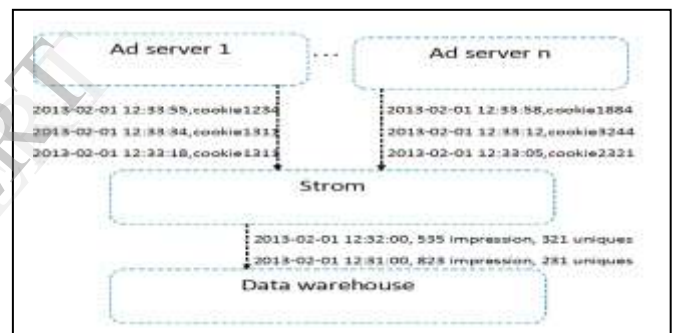 Ad server 1
...
Ad server n
2013-02-01 12:33:55,cookie1234
2013-02-01 12:33:34,cookie1311
2013-02-01 12:33:18,cookie1311
2013-02-01 12:33:58,cookie1884
2013-02-01 12:33:12,cookie3244
2013-02-01 12:33:05,cookie2321
Strom
2013-02-01 12:32:00, 535 impression, 321 uniques
2013-02-01 12:31:00, 823 impression, 231 uniques
Data warehouse